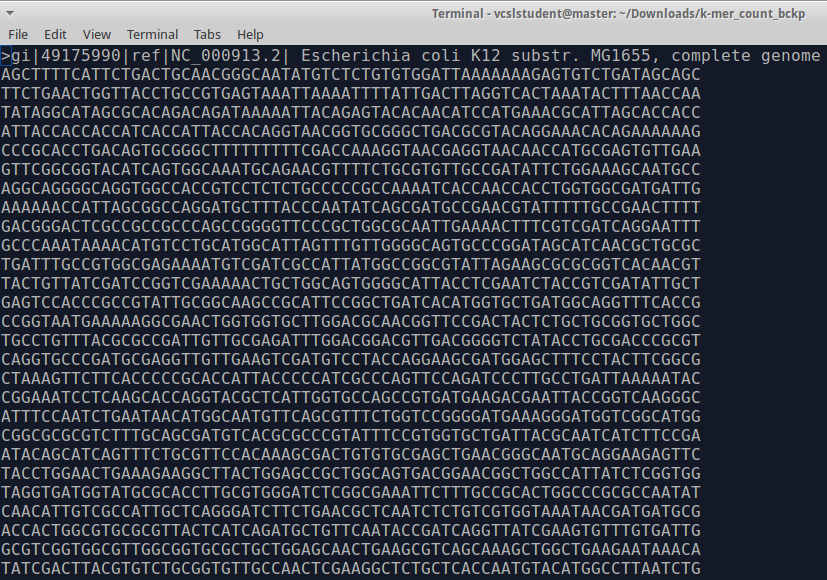 Terminal - vcslstudent@master: ~/Downloads/k-mer_count_bckp
File Edit View Terminal Tabs Help
>gi|49175990|ref|NC_000913.2| Escherichia coli K12 substr. MG1655, complete genome
AGCTTTTCATTCTGACTGCAACGGGCAATATGTCTCTGTGTGGATTAAAAAAAGAGTGTCTGATAGCAGC
TTCTGAACTGGTTACCTGCCGTGAGTAAATTAAAATTTTATTGACTTAGGTCACTAAATACTTTAACCAA
TATAGGCATAGCGCACAGACAGATAAAAATTACAGAGTACACAACATCCATGAAACGCATTAGCACCACC
ATTACCACCACCATCACCATTACCACAGGTAACGGTGCGGGCTGACGCGTACAGGAAACACAGAAAAAAG
CCCGCACCTGACAGTGCGGGCTTTTTTTTTCGACCAAAGGTAACGAGGTAACAACCATGCGAGTGTTGAA
GTTCGGCGGTACATCAGTGGCAAATGCAGAACGTTTTCTGCGTGTTGCCGATATTCTGGAAAGCAATGCC
AGGCAGGGGCAGGTGGCCACCGTCCTCTCTGCCCCCGCCAAAATCACCAACCACCTGGTGGCGATGATTG
AAAAAACCATTAGCGGCCAGGATGCTTTACCCAATATCAGCGATGCCGAACGTATTTTTGCCGAACTTTT
GACGGGACTCGCCGCCGCCCAGCCGGGGTTCCCGCTGGCGCAATTGAAAACTTTCGTCGATCAGGAATTT
GCCCAAATAAAACATGTCCTGCATGGCATTAGTTTGTTGGGGCAGTGCCCGGATAGCATCAACGCTGCGC
TGATTTGCCGTGGCGAGAAAATGTCGATCGCCATTATGGCCGGCGTATTAGAAGCGCGCGGTCACAACGT
TACTGTTATCGATCCGGTCGAAAAACTGCTGGCAGTGGGGCATTACCTCGAATCTACCGTCGATATTGCT
GAGTCCACCCGCCGTATTGCGGCAAGCCGCATTCCGGCTGATCACATGGTGCTGATGGCAGGTTTCACCG
CCGGTAATGAAAAAGGCGAACTGGTGGTGCTTGGACGCAACGGTTCCGACTACTCTGCTGCGGTGCTGGC
TGCCTGTTTACGCGCCGATTGTTGCGAGATTTGGACGGACGTTGACGGGGTCTATACCTGCGACCCGCGT
CAGGTGCCCGATGCGAGGTTGTTGAAGTCGATGTCCTACCAGGAAGCGATGGAGCTTTCCTACTTCGGCG
CTAAAGTTCTTCACCCCCGCACCATTACCCCCATCGCCCAGTTCCAGATCCCTTGCCTGATTAAAAATAC
CGGAAATCCTCAAGCACCAGGTACGCTCATTGGTGCCAGCCGTGATGAAGACGAATTACCGGTCAAGGGC
ATTTCCAATCTGAATAACATGGCAATGTTCAGCGTTTCTGGTCCGGGGATGAAAGGGATGGTCGGCATGG
CGGCGCGCGTCTTTGCAGCGATGTCACGCGCCCGTATTTCCGTGGTGCTGATTACGCAATCATCTTCCGA
ATACAGCATCAGTTTCTGCGTTCCACAAAGCGACTGTGTGCGAGCTGAACGGGCAATGCAGGAAGAGTTC
TACCTGGAACTGAAAGAAGGCTTACTGGAGCCGCTGGCAGTGACGGAACGGCTGGCCATTATCTCGGTGG
TAGGTGATGGTATGCGCACCTTGCGTGGGATCTCGGCGAAATTCTTTGCCGCACTGGCCCGCGCCAATAT
CAACATTGTCGCCATTGCTCAGGGATCTTCTGAACGCTCAATCTCTGTCGTGGTAAATAACGATGATGCG
ACCACTGGCGTGCGCGTTACTCATCAGATGCTGTTCAATACCGATCAGGTTATCGAAGTGTTTGTGATTG
GCGTCGGTGGCGTTGGCGGTGCGCTGCTGGAGCAACTGAAGCGTCAGCAAAGCTGGCTGAAGAATAAACA
TATCGACTTACGTGTCTGCGGTGTTGCCAACTCGAAGGCTCTGCTCACCAATGTACATGGCCTTAATCTG